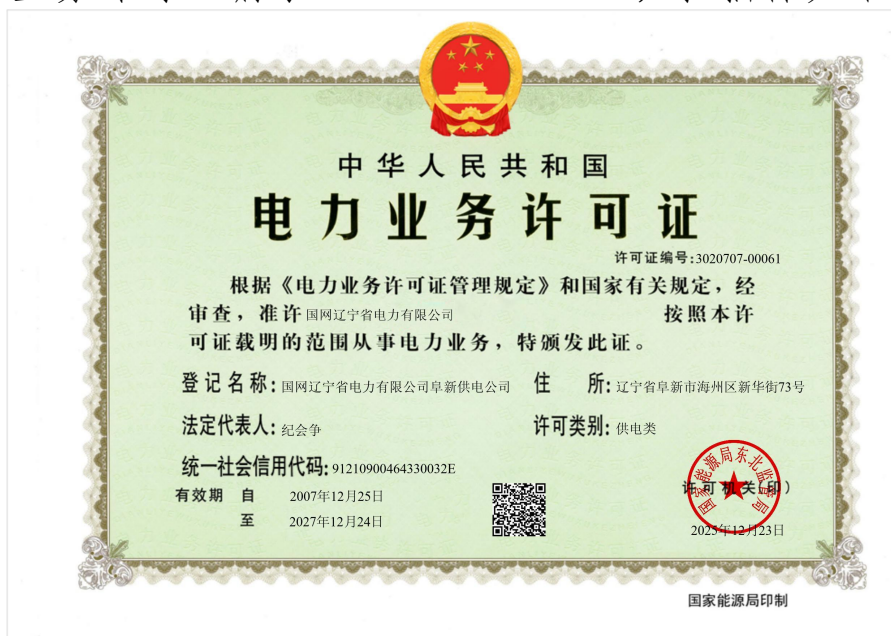 中华人民共和国
电力业务许可证
许可证编号:3020707-00061
根据《电力业务许可证管理规定》和国家有关规定，经
审查，准许 国网辽宁省电力有限公司 按照本许
可证载明的范围从事电力业务，特颁发此证。
登记名称: 国网辽宁省电力有限公司阜新供电公司 住 所: 辽宁省阜新市海州区新华街73号
法定代表人: 纪会争 许可类别: 供电类
统一社会信用代码: 91210900464330032E
国家能源局东北监管局
有效期 自 2007年12月25日 许可机关(印)
至 2027年12月24日 2025年12月23日
国家能源局印制